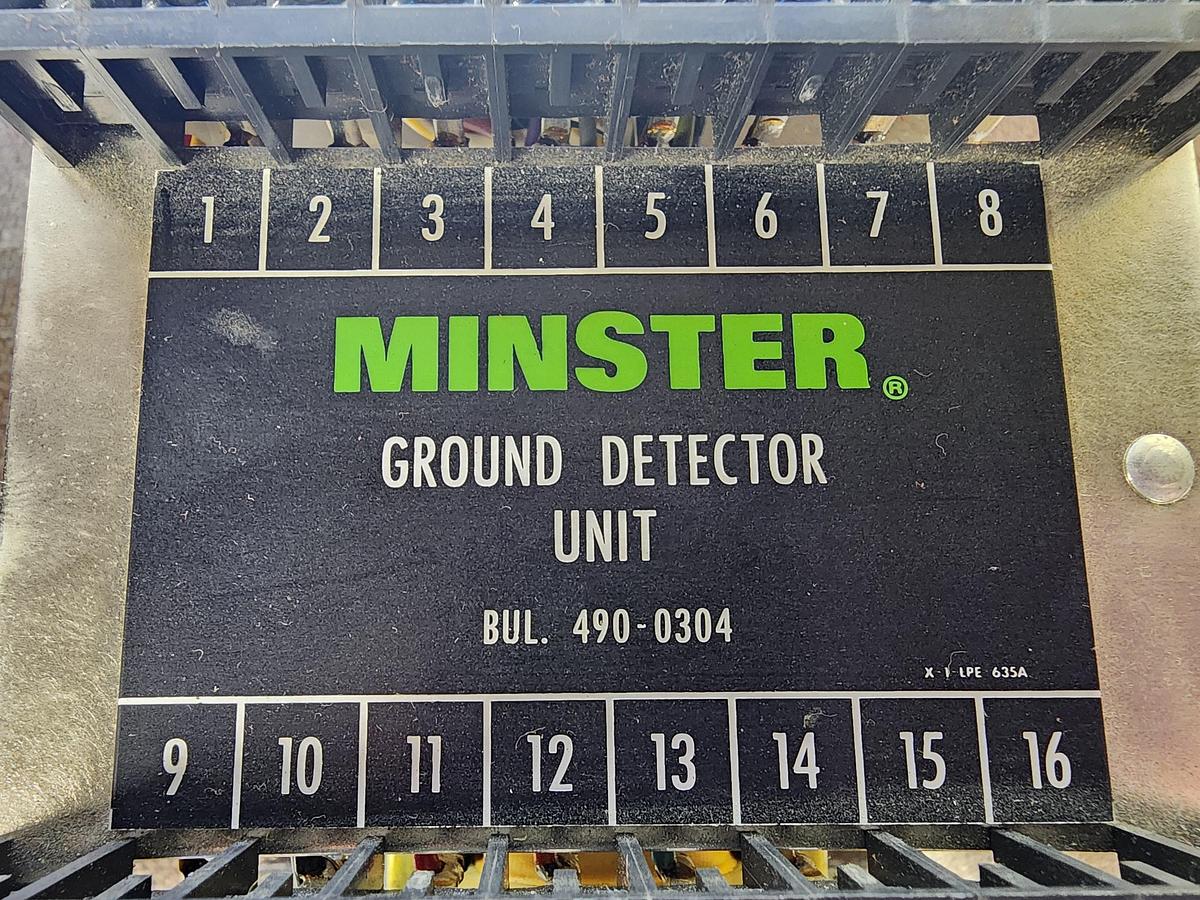 1 2 3 4 5 6 7 8
MINSTER®
GROUND DETECTOR
UNIT
BUL. 490-0304
X-1 LPE 635A
9 10 11 12 13 14 15 16